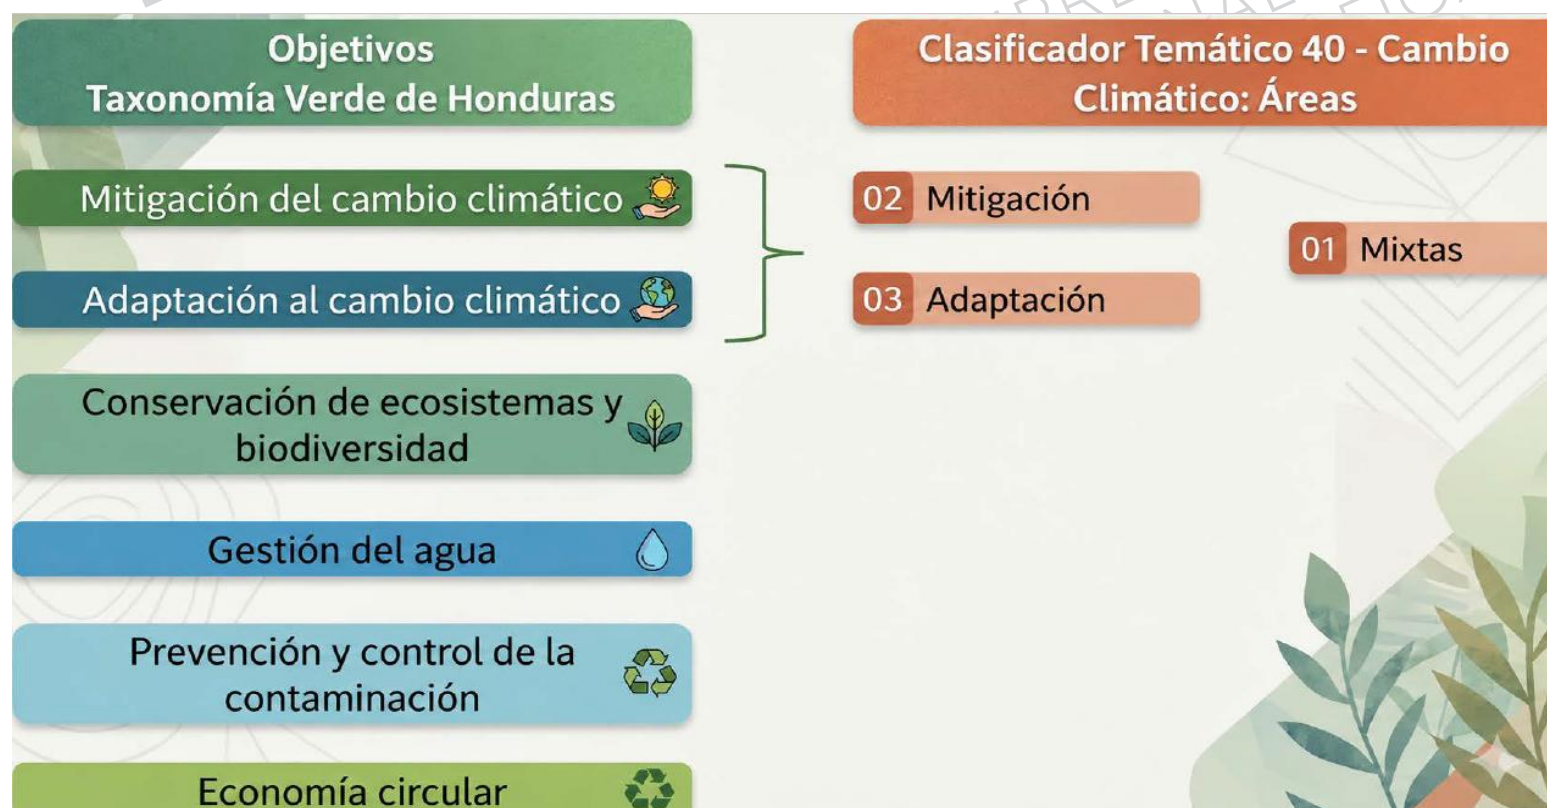 Objetivos
Taxonomía Verde de Honduras
Mitigación del cambio climático
Adaptación al cambio climático
Conservación de ecosistemas y
biodiversidad
Gestión del agua
Prevención y control de la
contaminación
Economía circular
Clasificador Temático 40 - Cambio
Climático: Áreas
02 Mitigación
01 Mixtas
03 Adaptación